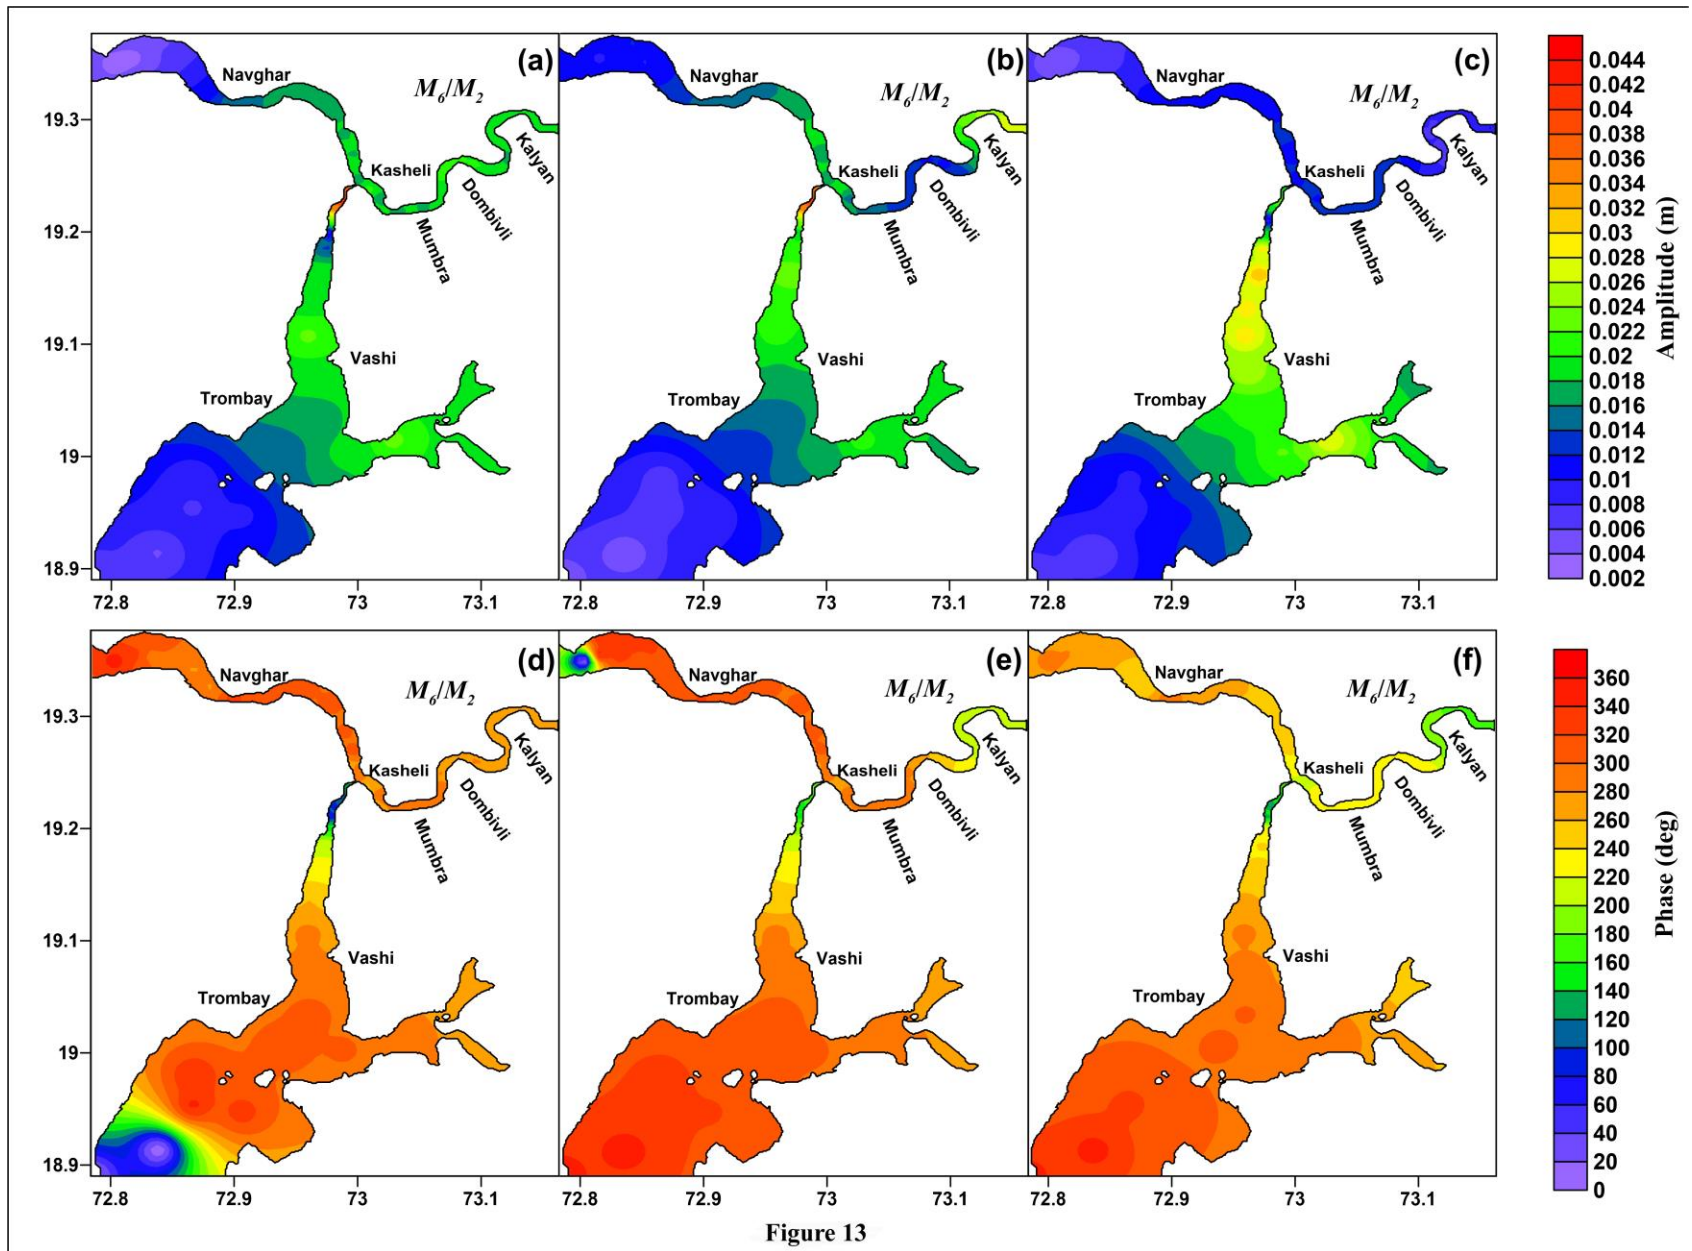 (a)
Navghar
M6/M2
Kasheli
Kalyan
Dombivli
Mumbra
Vashi
Trombay
19.3
19.2
19.1
19
18.9
72.8 72.9 73 73.1
(b)
M6/M2
Kasheli
Kalyan
Dombivli
Mumbra
Vashi
Trombay
72.8 72.9 73 73.1
(c)
Navghar
M6/M2
Kasheli
Kalyan
Dombivli
Mumbra
Vashi
Trombay
72.8 72.9 73 73.1
0.044
0.042
0.04
0.038
0.036
0.034
0.032
0.03
0.028
0.026
0.024
0.022
0.02
0.018
0.016
0.014
0.012
0.01
0.008
0.006
0.004
0.002
Amplitude (m)
(d)
Navghar
M6/M2
Kasheli
Kalyan
Dombivli
Mumbra
Vashi
Trombay
19.3
19.2
19.1
19
18.9
72.8 72.9 73 73.1
(e)
M6/M2
Kasheli
Kalyan
Dombivli
Mumbra
Vashi
Trombay
72.8 72.9 73 73.1
(f)
Navghar
M6/M2
Kasheli
Kalyan
Dombivli
Mumbra
Vashi
Trombay
72.8 72.9 73 73.1
360
340
320
300
280
260
240
220
200
180
160
140
120
100
80
60
40
20
0
Phase (deg)
Figure 13